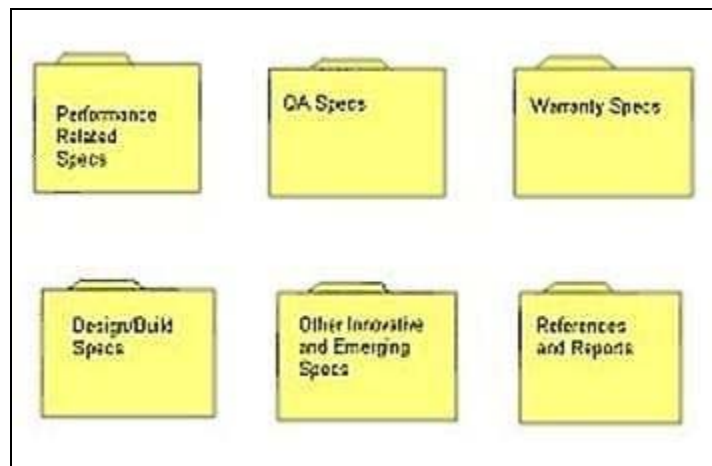 Performance
Related
Specs
QA Specs
Warranty Specs
Design/Build
Specs
Other Innovative
and Emerging
Specs
References
and Reports